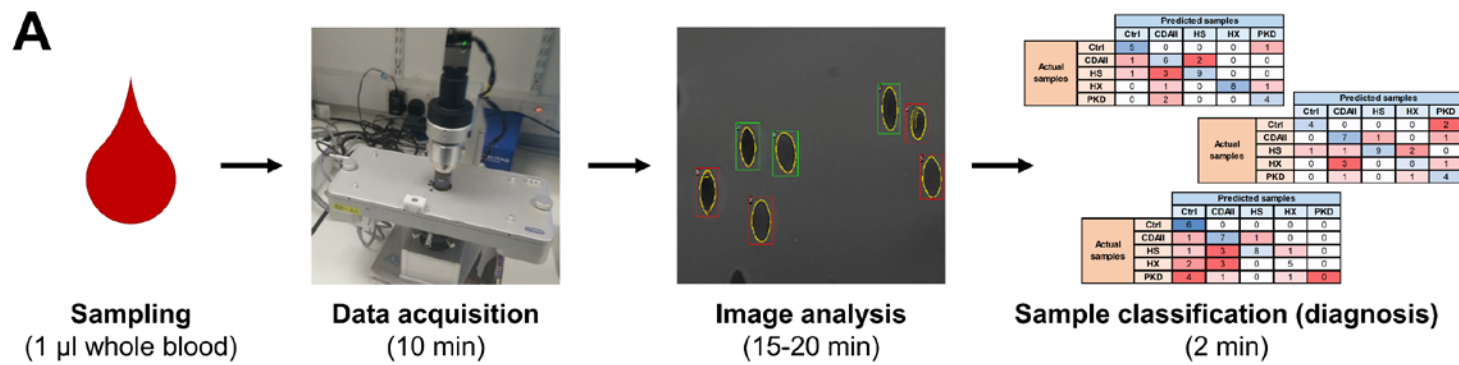 A
Predicted samples
Ctrl CDAII HS HX PKD
Actual samples
Ctrl 5 0 0 0 1
CDAII 1 6 2 0 0
HS 1 3 9 0 0
HX 0 1 0 8 1
PKD 0 2 0 0 4
Predicted samples
Ctrl CDAII HS HX PKD
Actual samples
Ctrl 4 0 0 0 2
CDAII 0 7 1 0 1
HS 1 1 9 2 0
HX 0 3 0 6 1
PKD 0 1 0 1 4
Predicted samples
Ctrl CDAII HS HX PKD
Actual samples
Ctrl 6 0 0 0 0
CDAII 1 7 1 0 0
HS 1 3 8 1 0
HX 2 3 0 5 0
PKD 4 1 0 1 0
Sampling
(1 µl whole blood)
Data acquisition
(10 min)
Image analysis
(15-20 min)
Sample classification (diagnosis)
(2 min)